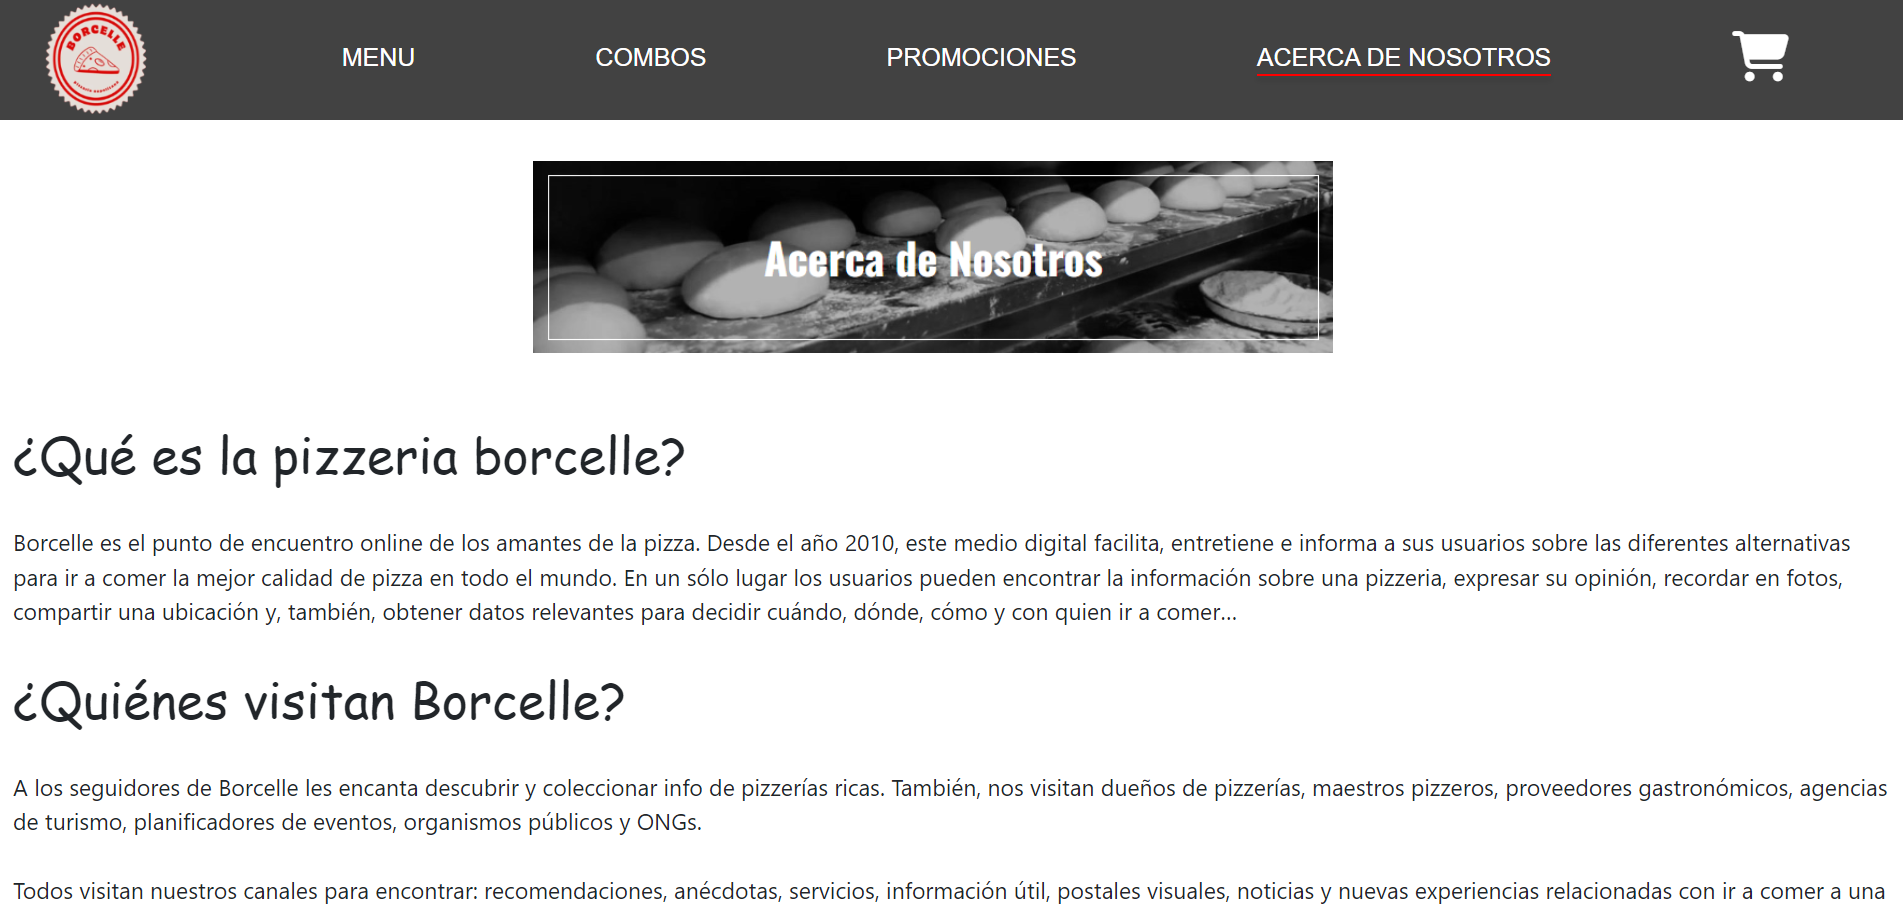 BORCELLE
MENU
COMBOS
PROMOCIONES
ACERCA DE NOSOTROS
Acerca de Nosotros
¿Qué es la pizzeria borcelle?
Borcelle es el punto de encuentro online de los amantes de la pizza. Desde el año 2010, este medio digital facilita, entretiene e informa a sus usuarios sobre las diferentes alternativas
para ir a comer la mejor calidad de pizza en todo el mundo. En un sólo lugar los usuarios pueden encontrar la información sobre una pizzeria, expresar su opinión, recordar en fotos,
compartir una ubicación y, también, obtener datos relevantes para decidir cuándo, dónde, cómo y con quien ir a comer...
¿Quiénes visitan Borcelle?
A los seguidores de Borcelle les encanta descubrir y coleccionar info de pizzerías ricas. También, nos visitan dueños de pizzerías, maestros pizzeros, proveedores gastronómicos, agencias
de turismo, planificadores de eventos, organismos públicos y ONGs.
Todos visitan nuestros canales para encontrar: recomendaciones, anécdotas, servicios, información útil, postales visuales, noticias y nuevas experiencias relacionadas con ir a comer a una